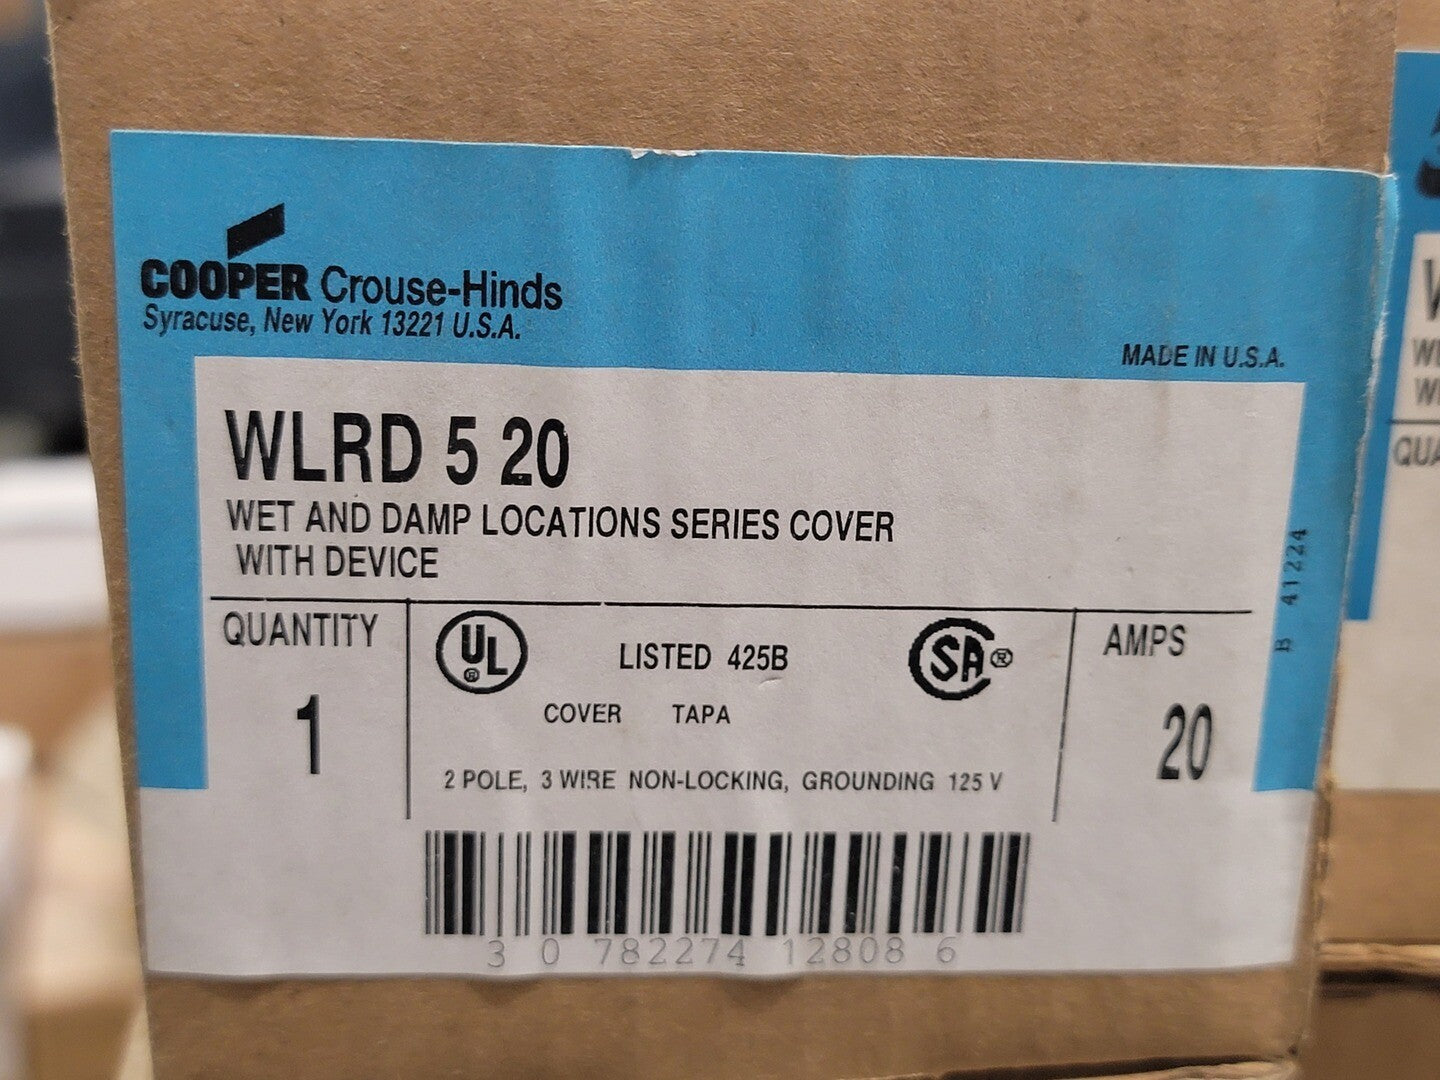 COOPER Crouse-Hinds
Syracuse, New York 13221 U.S.A.
MADE IN U.S.A.
WLRD 5 20
WET AND DAMP LOCATIONS SERIES COVER
WITH DEVICE
B 41224
QUANTITY
1
UL ®
LISTED 425B
SA ®
COVER TAPA
2 POLE, 3 WIRE NON-LOCKING, GROUNDING 125 V
AMPS
20
3 0 782274 12808 6